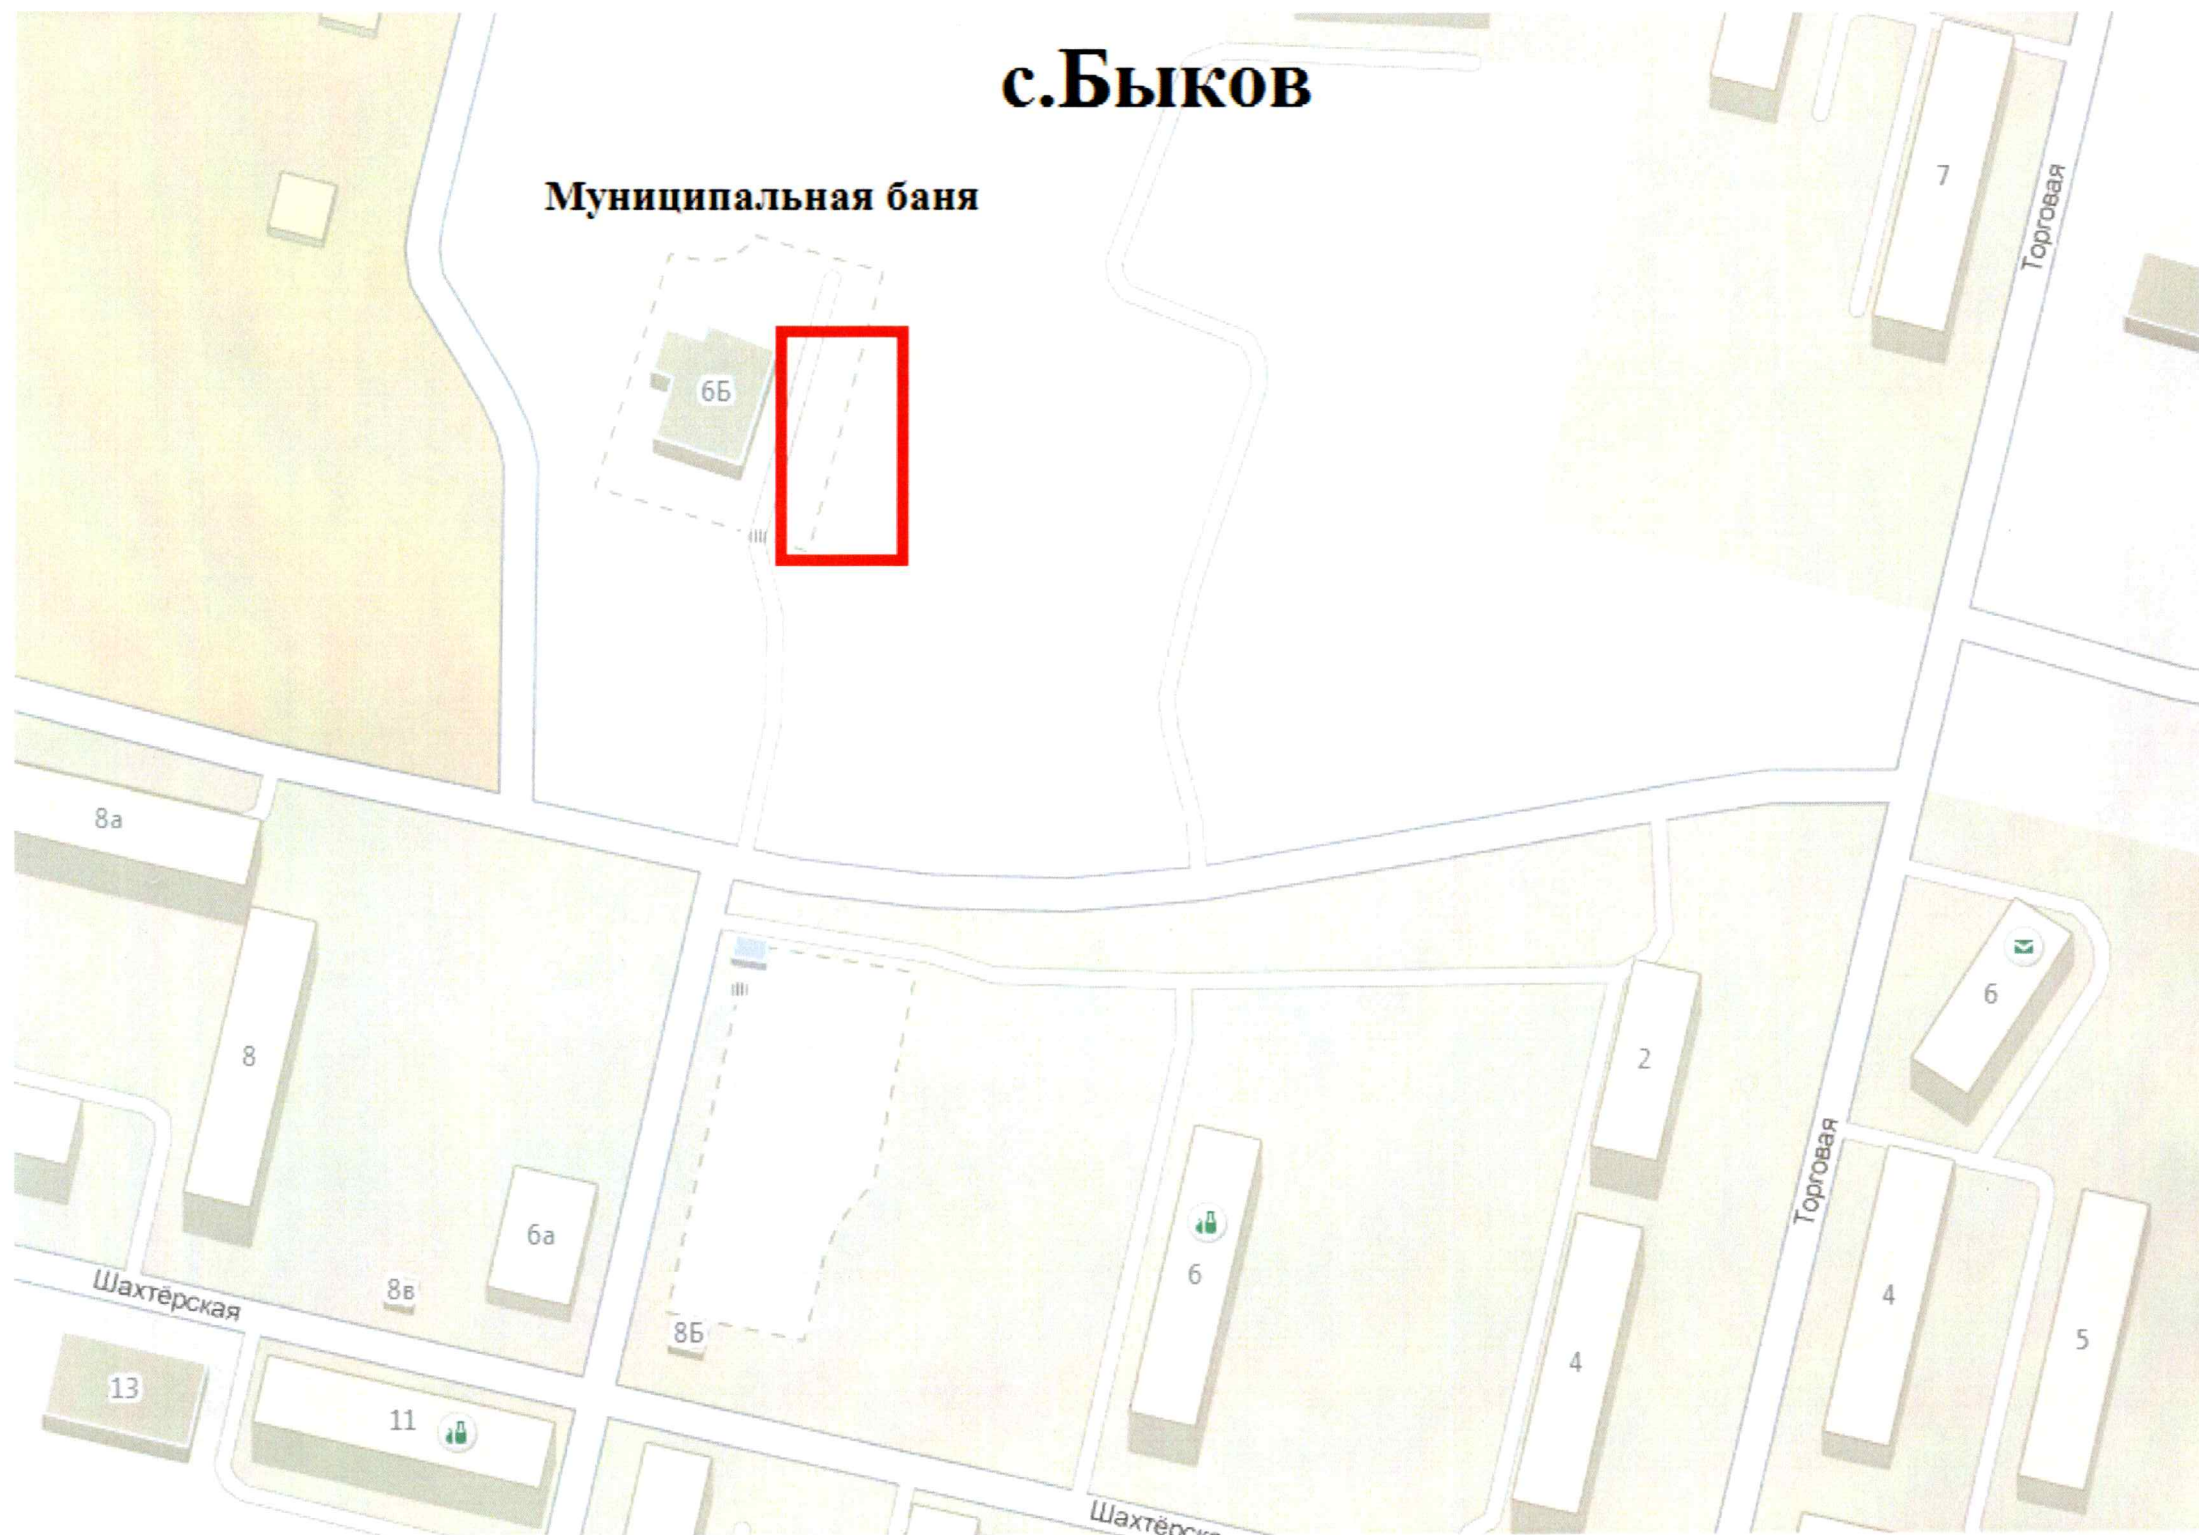 с.Быков
Муниципальная баня
7
Торговая
6Б
8а
6
8
2
Торговая
6а
6
Шахтёрская
8в
4
8Б
5
4
13
11